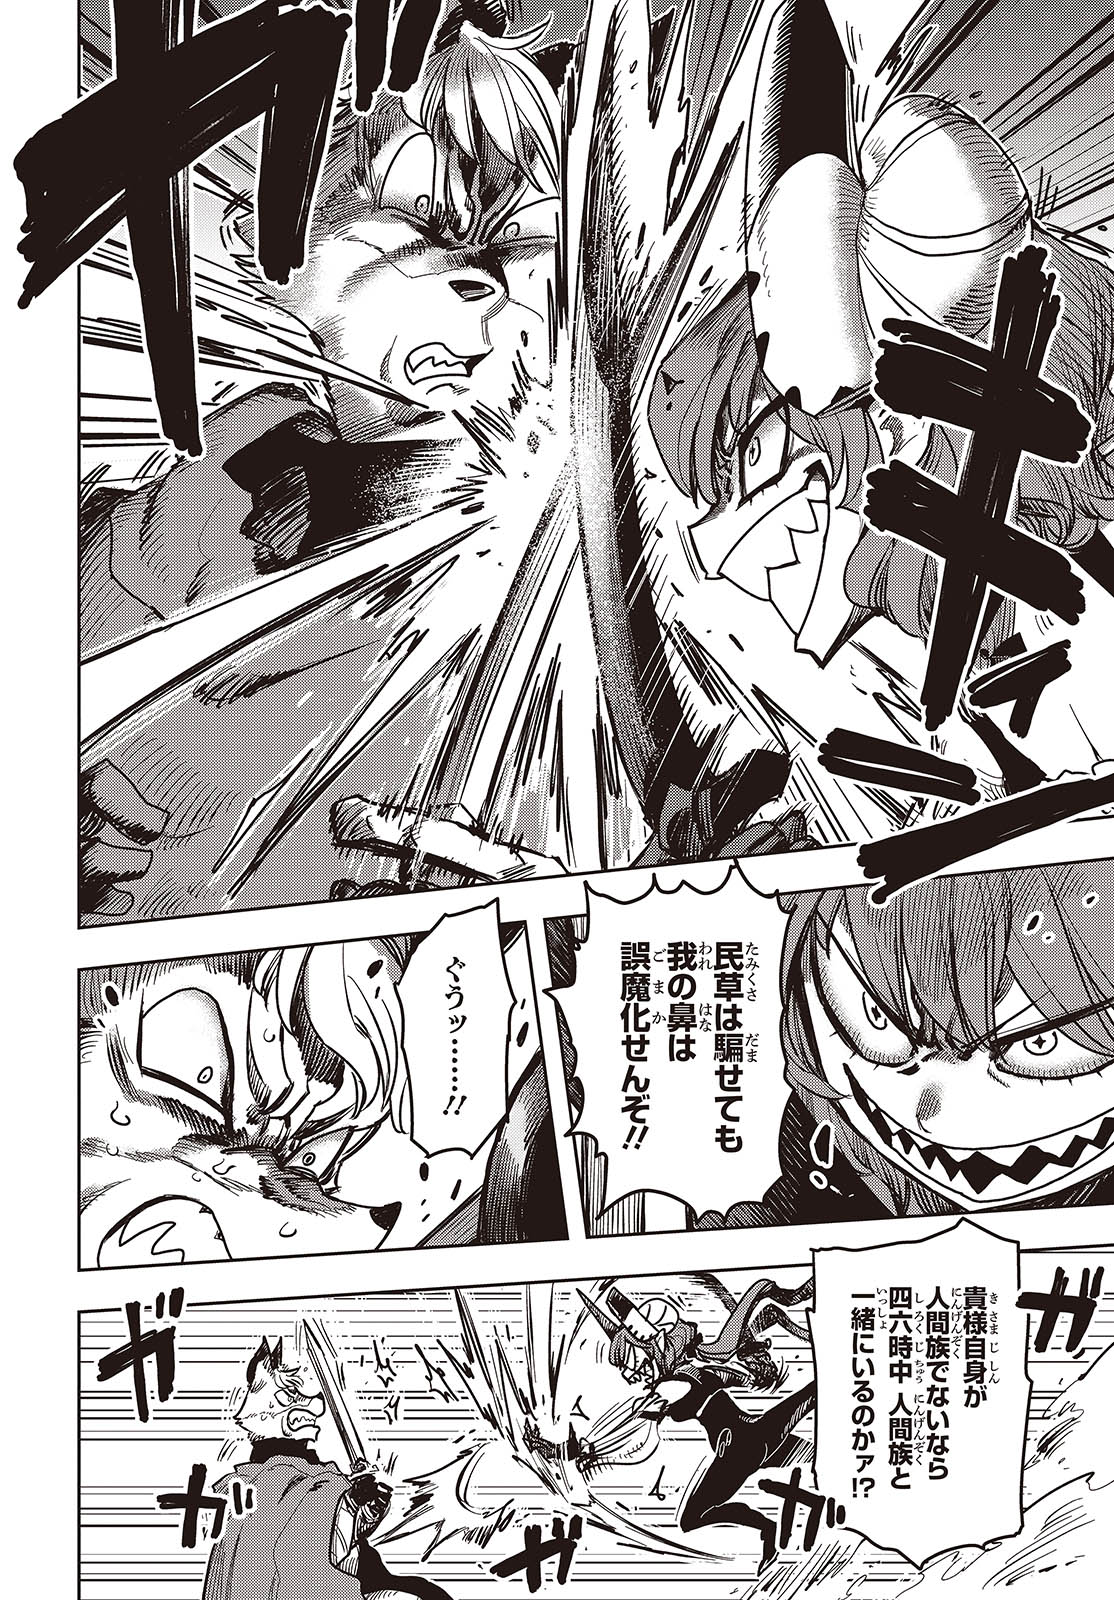 ガキィ
民草は騙せても
我の鼻は
誤魔化せんぞ!!
ぐうッ……!!
貴様自身が
人間族でないなら
四六時中 人間族と
一緒にいるのかァ!?
ガ
ガ
ガ
ガ